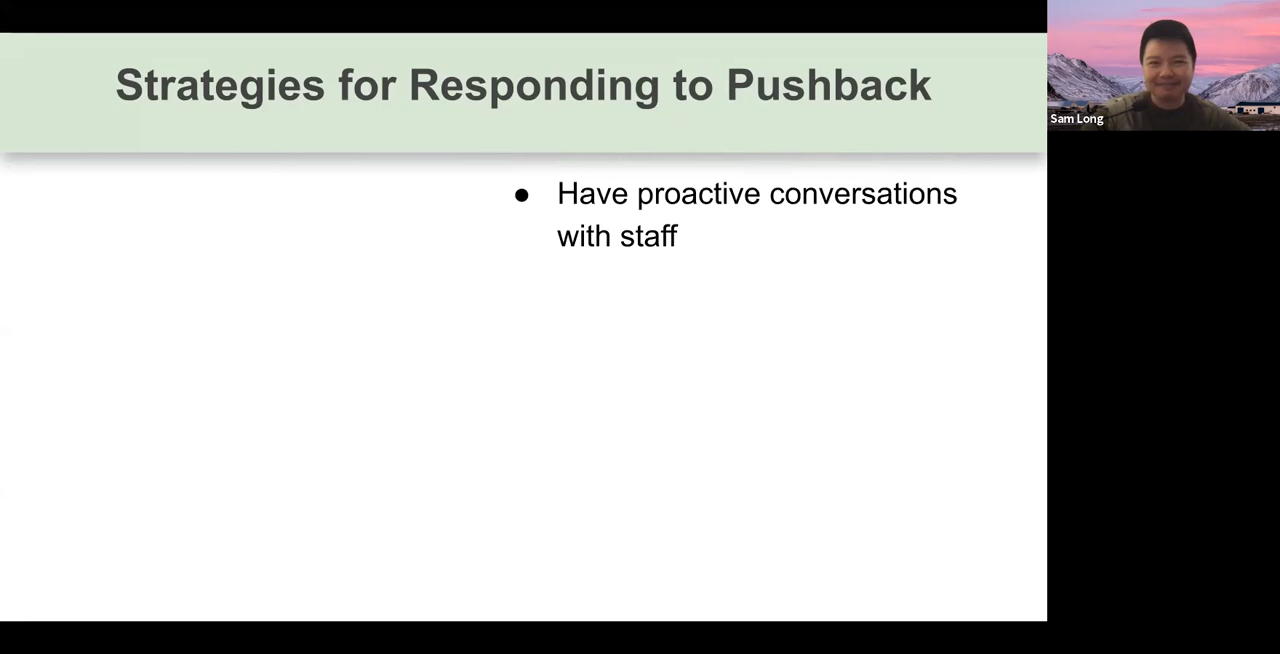 Strategies for Responding to Pushback
Sam Long
● Have proactive conversations
with staff